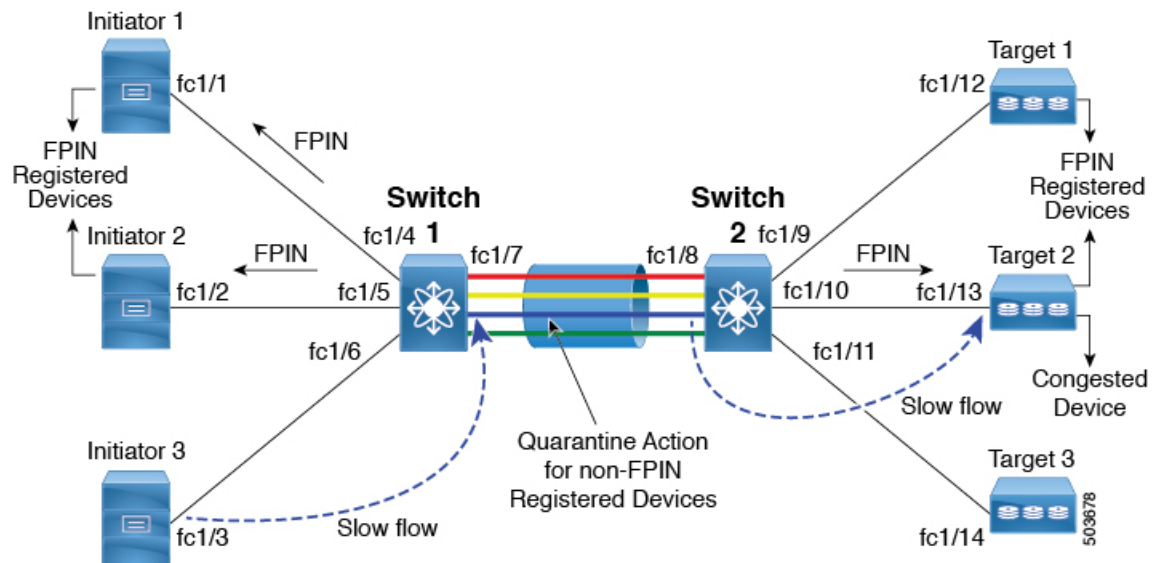 Initiator 1
fc1/1
FPIN
Registered
Devices
FPIN
Initiator 2
fc1/2
FPIN
Initiator 3
fc1/3
Slow flow
Switch
1
fc1/4
fc1/5
fc1/6
fc1/7
Quarantine Action
for non-FPIN
Registered Devices
Switch
2
fc1/8
fc1/9
fc1/10
fc1/11
FPIN
Slow flow
Target 1
fc1/12
FPIN
Registered
Devices
Target 2
fc1/13
Congested
Device
Target 3
fc1/14
503678